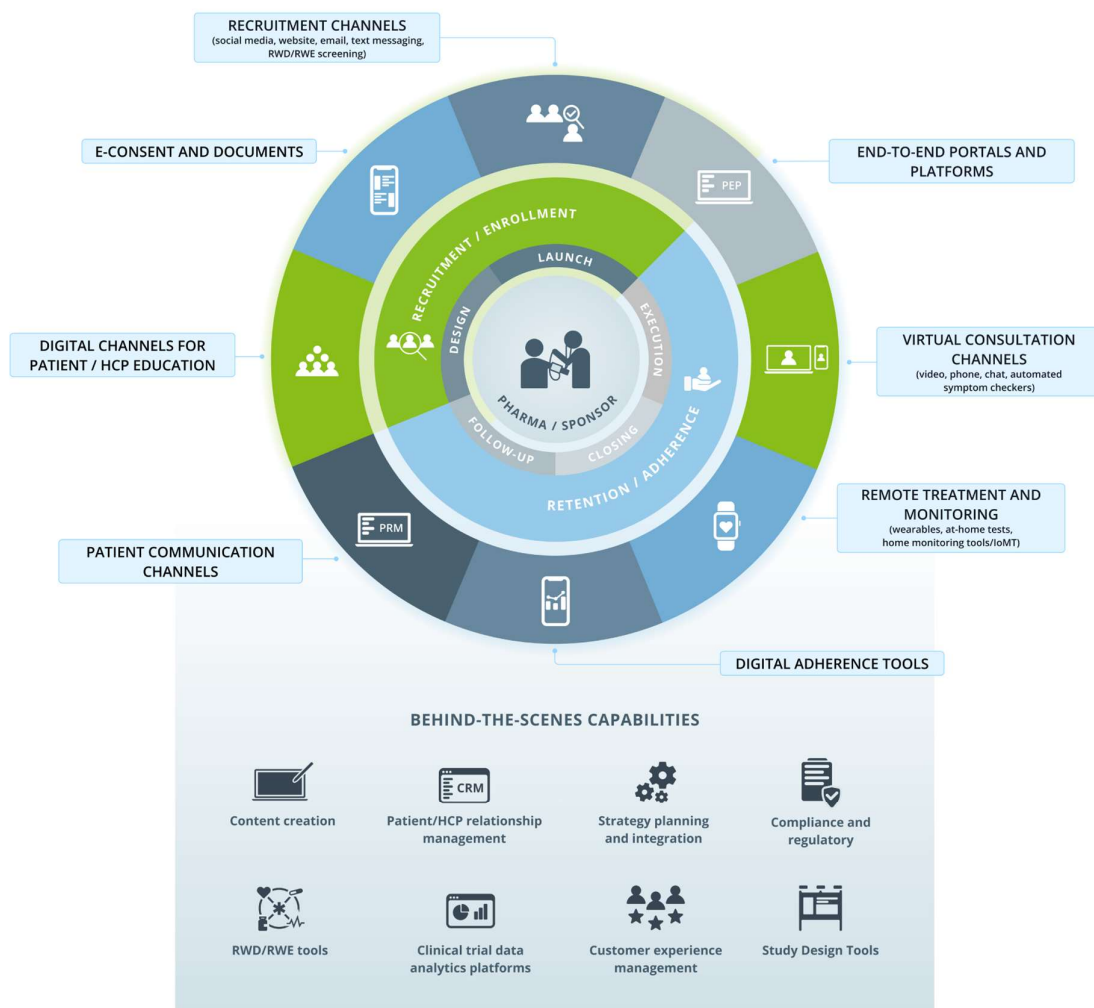 RECRUITMENT CHANNELS
(social media, website, email, text messaging,
RWD/RWE screening)
E-CONSENT AND DOCUMENTS
END-TO-END PORTALS AND
PLATFORMS
PEP
RECRUITMENT / ENROLLMENT
LAUNCH
DESIGN
EXECUTION
PHARMA / SPONSOR
FOLLOW-UP
CLOSING
RETENTION / ADHERENCE
DIGITAL CHANNELS FOR
PATIENT / HCP EDUCATION
VIRTUAL CONSULTATION
CHANNELS
(video, phone, chat, automated
symptom checkers)
REMOTE TREATMENT AND
MONITORING
(wearables, at-home tests,
home monitoring tools/IoMT)
PRM
PATIENT COMMUNICATION
CHANNELS
DIGITAL ADHERENCE TOOLS
BEHIND-THE-SCENES CAPABILITIES
CRM
Content creation
Patient/HCP relationship
management
Strategy planning
and integration
Compliance and
regulatory
RWD/RWE tools
Clinical trial data
analytics platforms
Customer experience
management
Study Design Tools